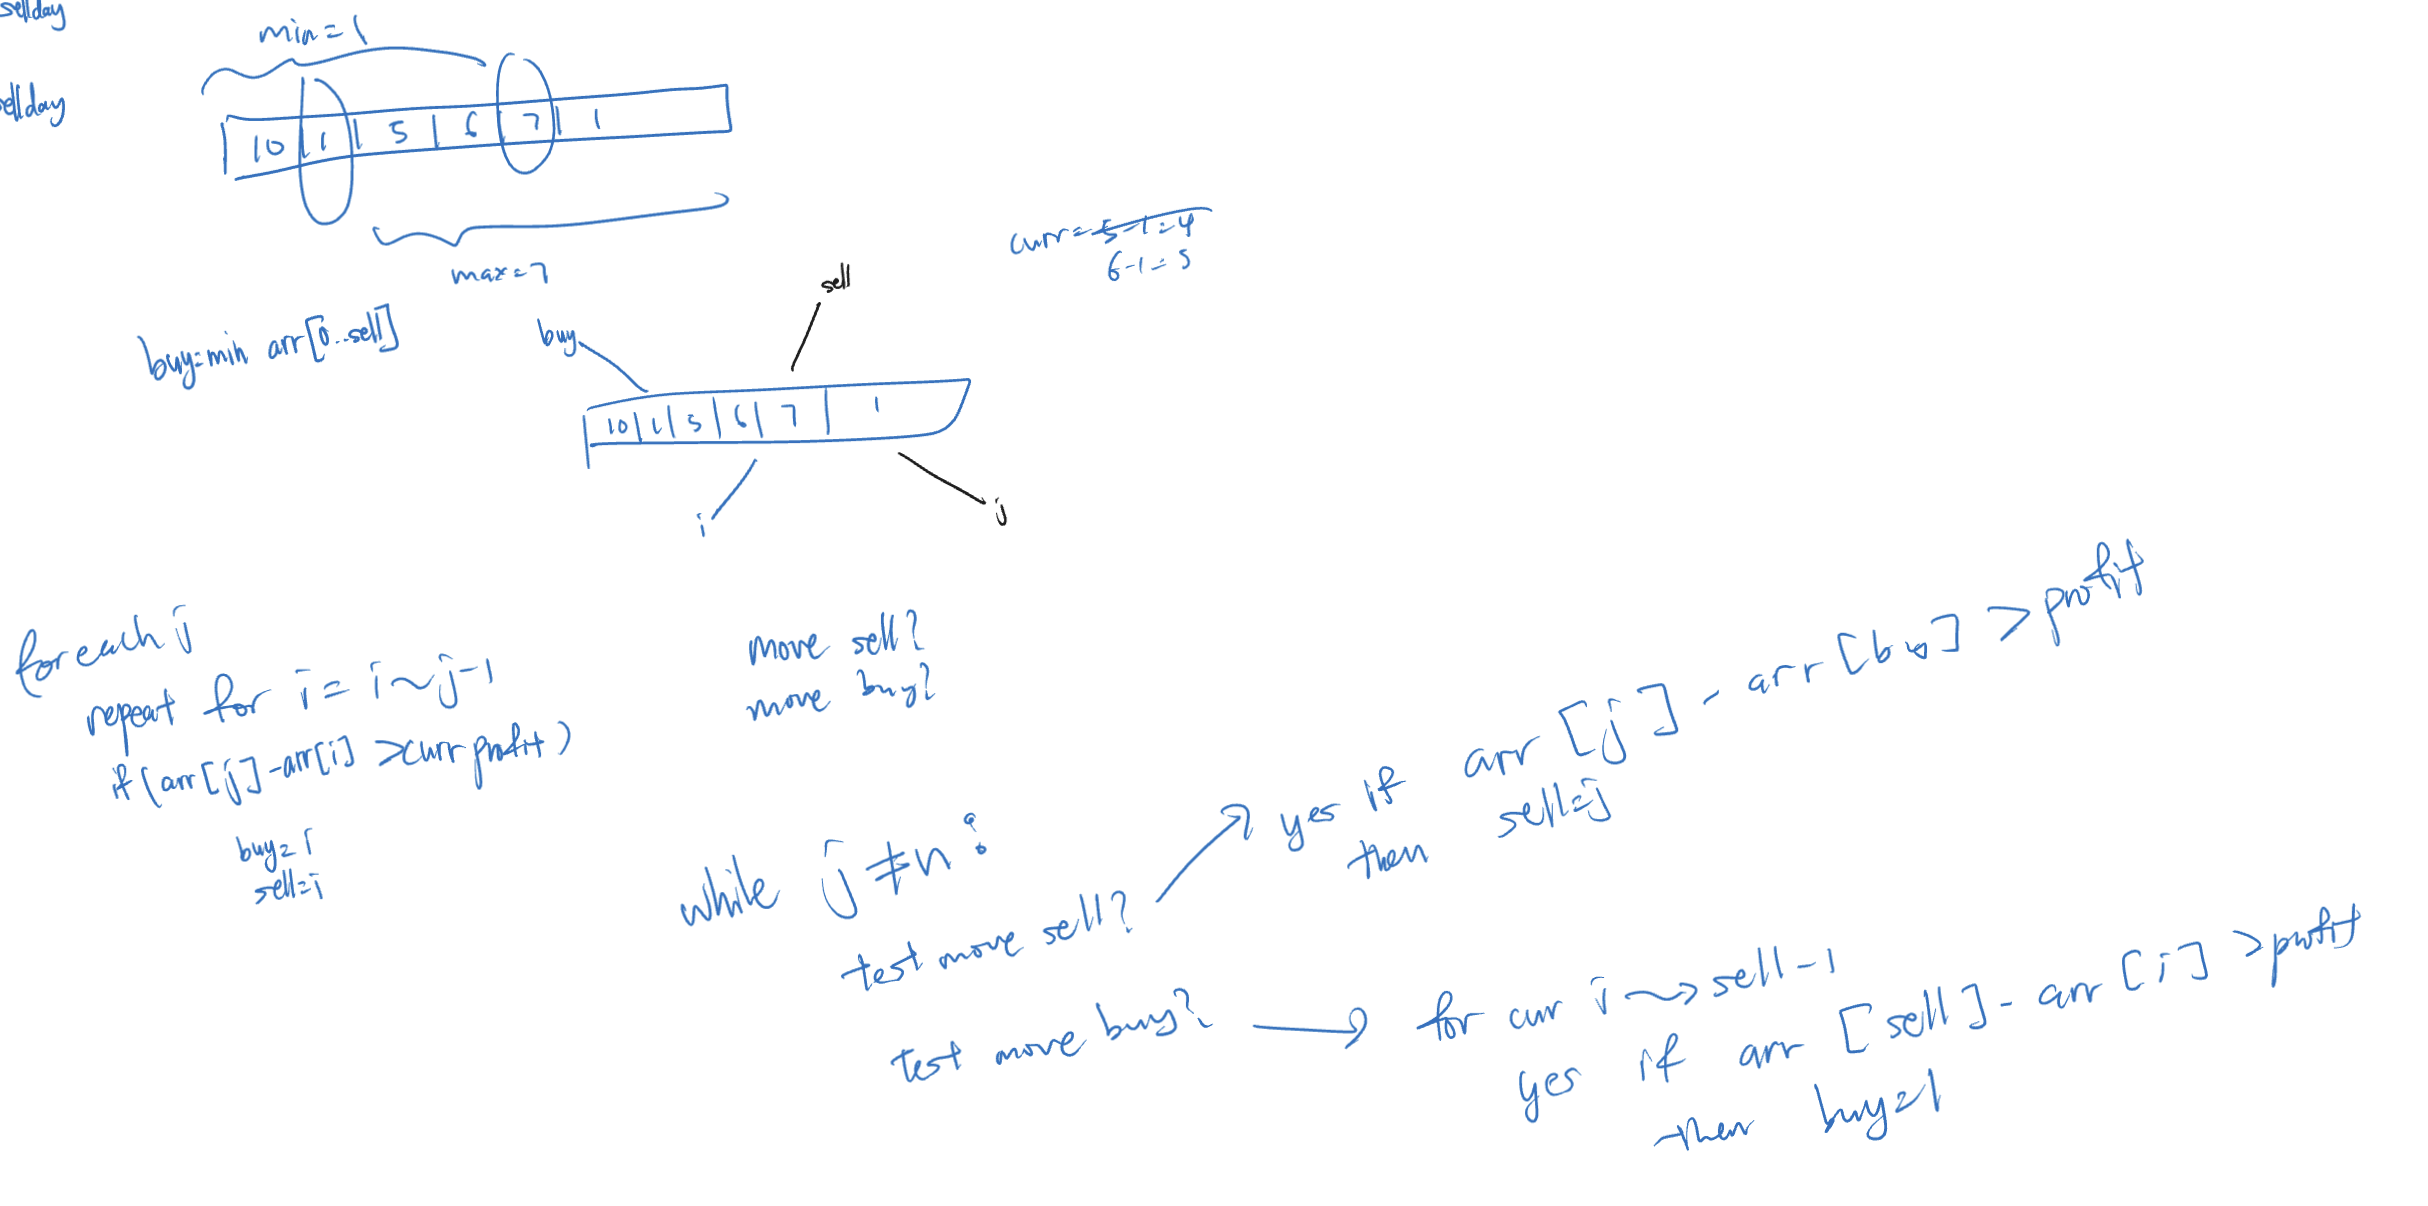 sellday
min=1
sellday
10 | 1 | 5 | 6 | 7 | 1
max=7
curr=5-1=4
6-1=5
sell
buy=min arr[0..sell]
buy
10 | 1 | 5 | 6 | 7 | 1
i
j
for each j
repeat for i = i~j-1
if (arr[j]-arr[i] >curr profit)
buy=i
sell=j
move sell?
move buy?
while j≠n:
test move sell?
yes if arr[j] - arr[buy] > profit
then sell=j
test move buy?
for curr i → sell-1
yes if arr[sell] - arr[i] >profit
then buy=i